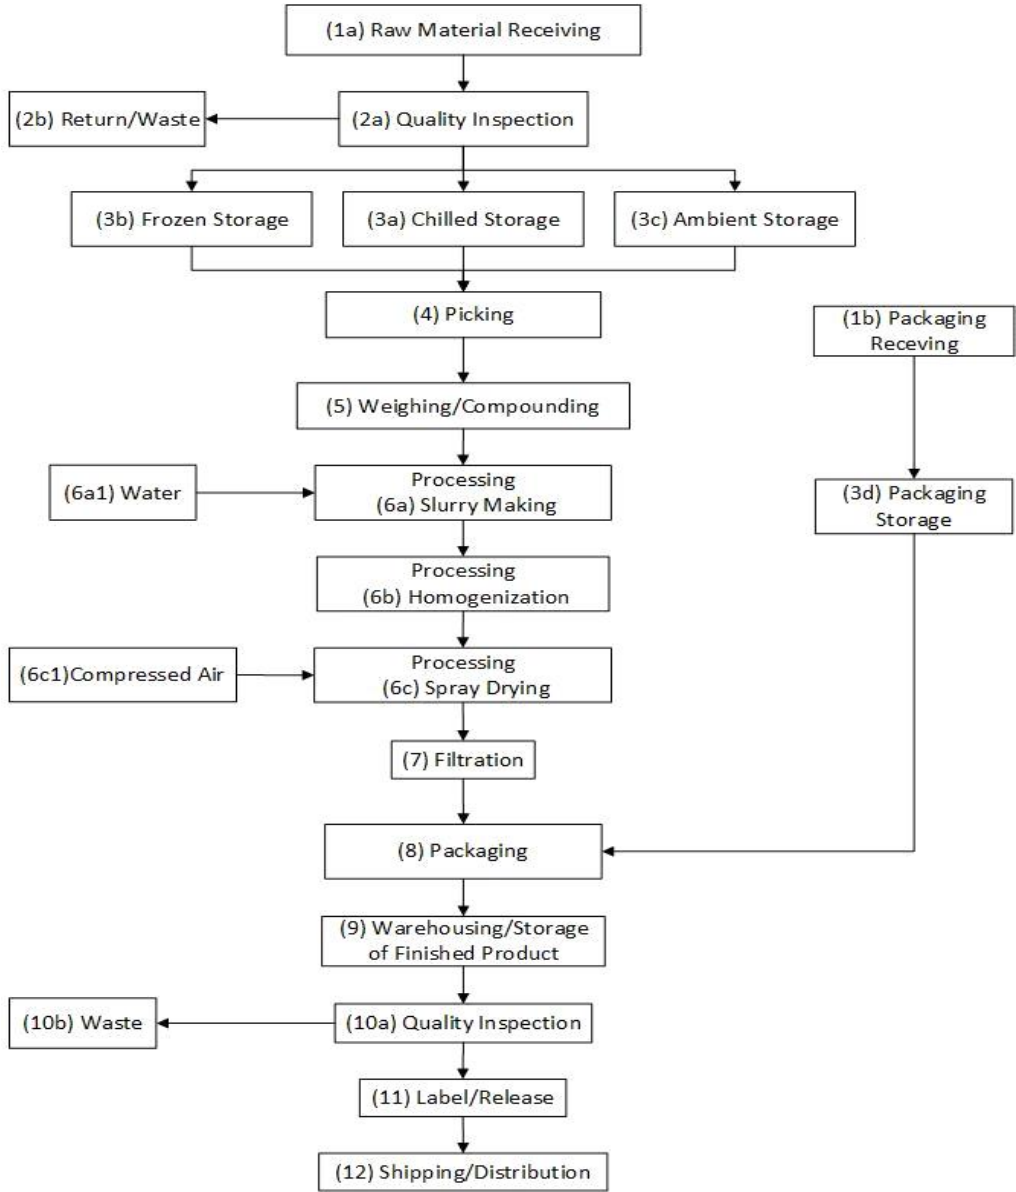 (1a) Raw Material Receiving
(2b) Return/Waste
(2a) Quality Inspection
(3b) Frozen Storage
(3a) Chilled Storage
(3c) Ambient Storage
(4) Picking
(1b) Packaging
Receving
(5) Weighing/Compounding
(6a1) Water
Processing
(6a) Slurry Making
(3d) Packaging
Storage
Processing
(6b) Homogenization
(6c1)Compressed Air
Processing
(6c) Spray Drying
(7) Filtration
(8) Packaging
(9) Warehousing/Storage
of Finished Product
(10b) Waste
(10a) Quality Inspection
(11) Label/Release
(12) Shipping/Distribution